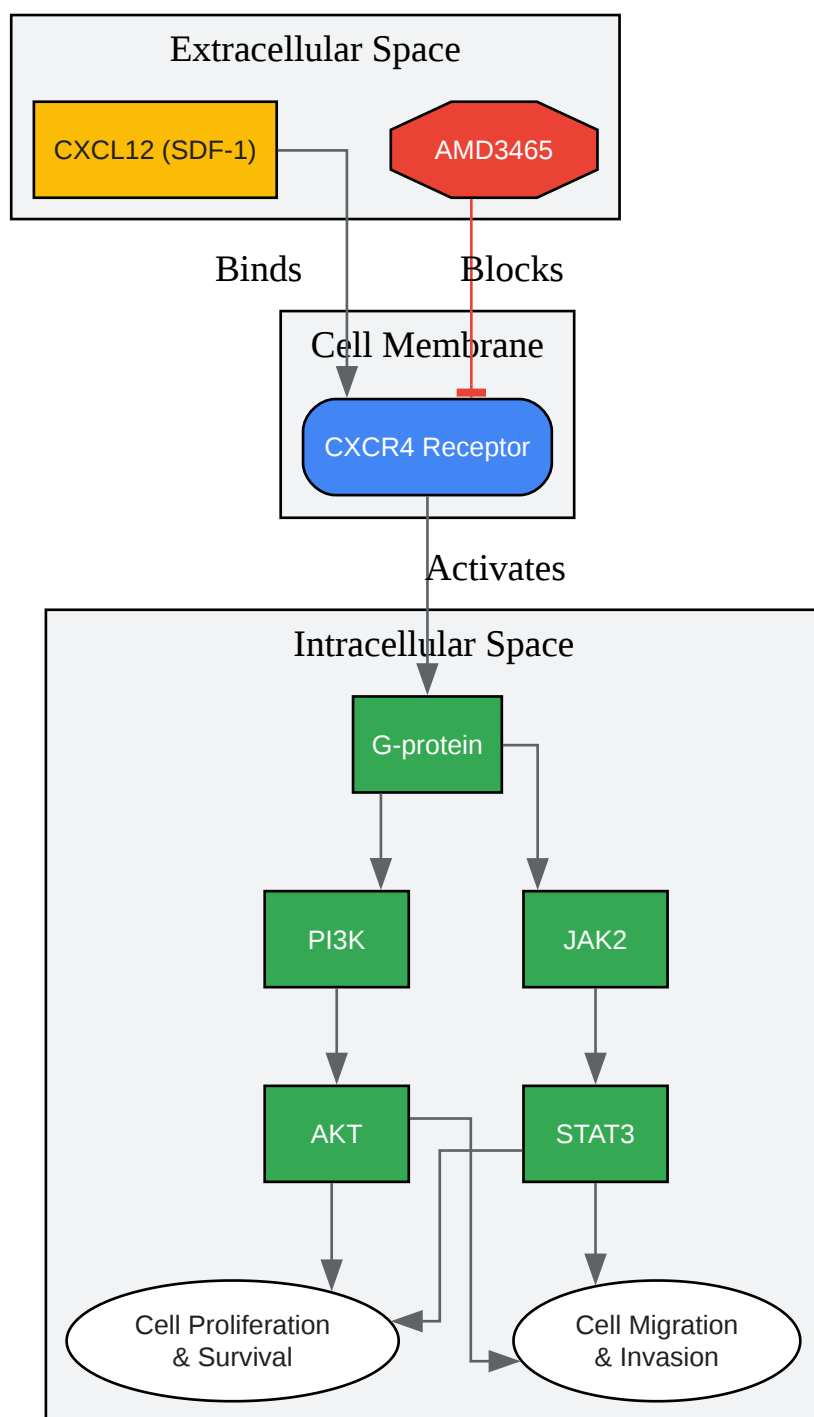 Extracellular Space
CXCL12 (SDF-1)
AMD3465
Binds
Blocks
Cell Membrane
CXCR4 Receptor
Activates
Intracellular Space
G-protein
PI3K
JAK2
AKT
STAT3
Cell Proliferation
& Survival
Cell Migration
& Invasion